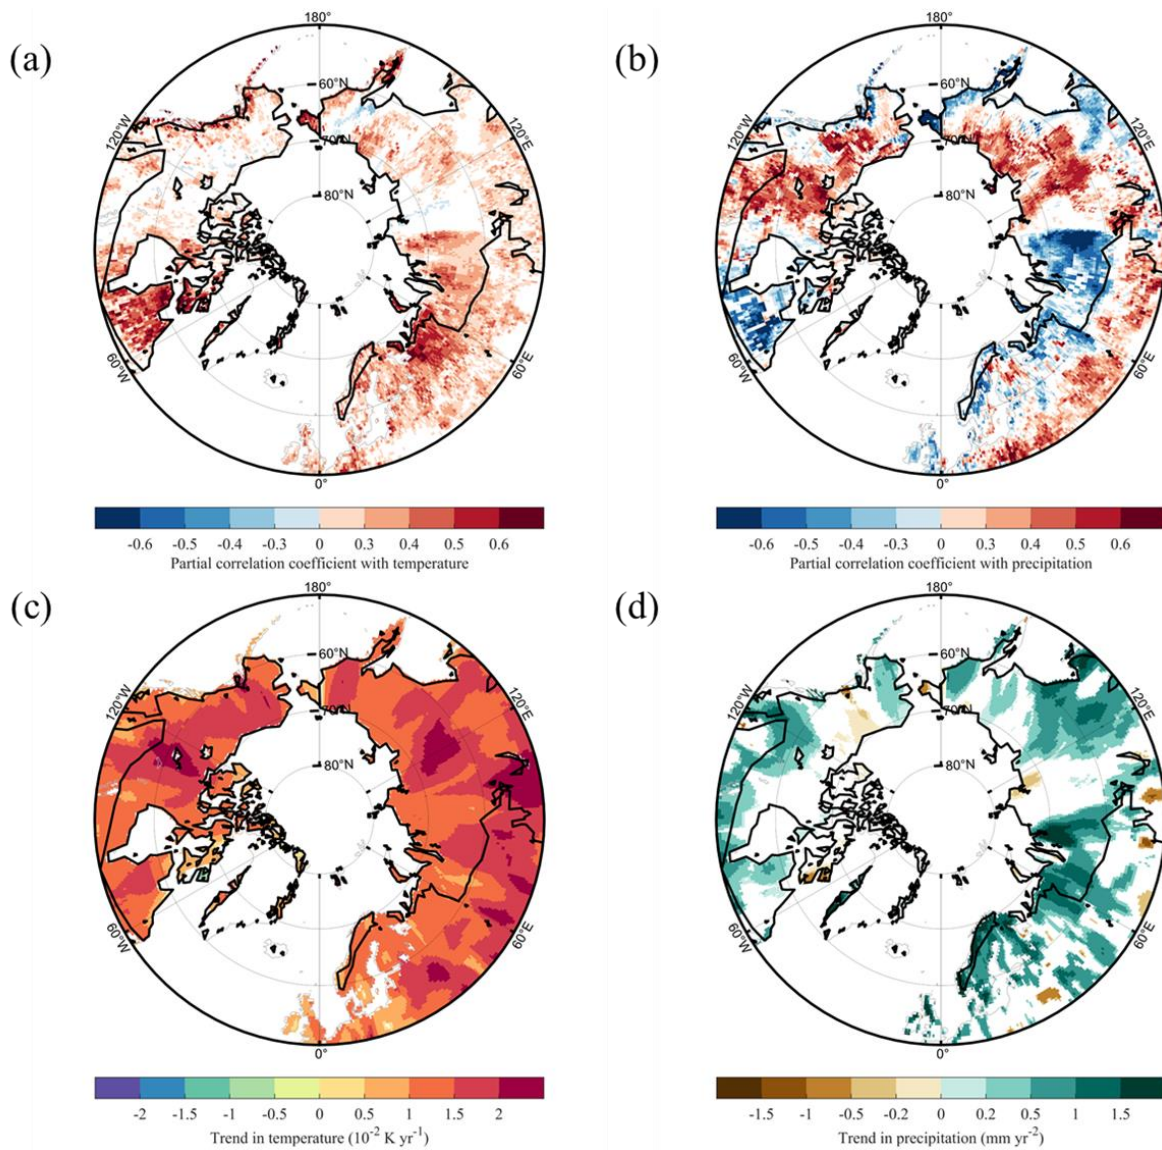 (a)
180°
60°N
70°N
80°N
120°W
120°E
60°W
60°E
0°
-0.6 -0.5 -0.4 -0.3 0 0.3 0.4 0.5 0.6
Partial correlation coefficient with temperature
(b)
180°
60°N
70°N
80°N
120°W
120°E
60°W
60°E
0°
-0.6 -0.5 -0.4 -0.3 0 0.3 0.4 0.5 0.6
Partial correlation coefficient with precipitation
(c)
180°
60°N
70°N
80°N
120°W
120°E
60°W
60°E
0°
-2 -1.5 -1 -0.5 0 0.5 1 1.5 2
Trend in temperature (10⁻² K yr⁻¹)
(d)
180°
60°N
70°N
80°N
120°W
120°E
60°W
60°E
0°
-1.5 -1 -0.5 -0.2 0 0.2 0.5 1 1.5
Trend in precipitation (mm yr⁻²)